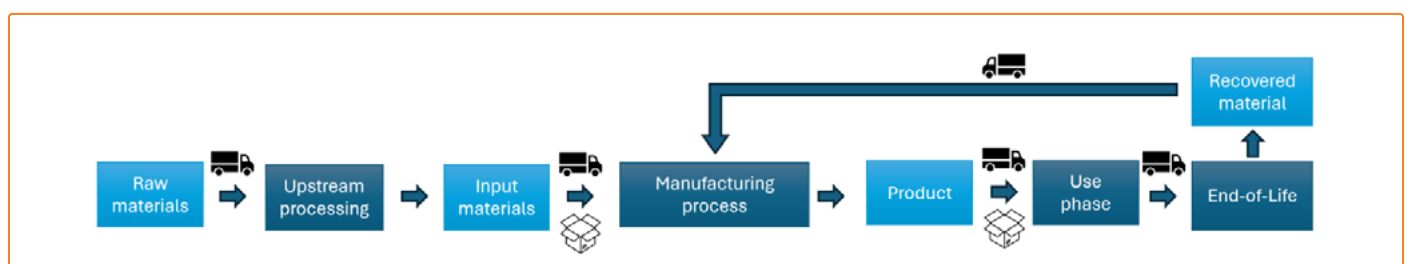 Recovered
material
Raw
materials
Upstream
processing
Input
materials
Manufacturing
process
Product
Use
phase
End-of-Life